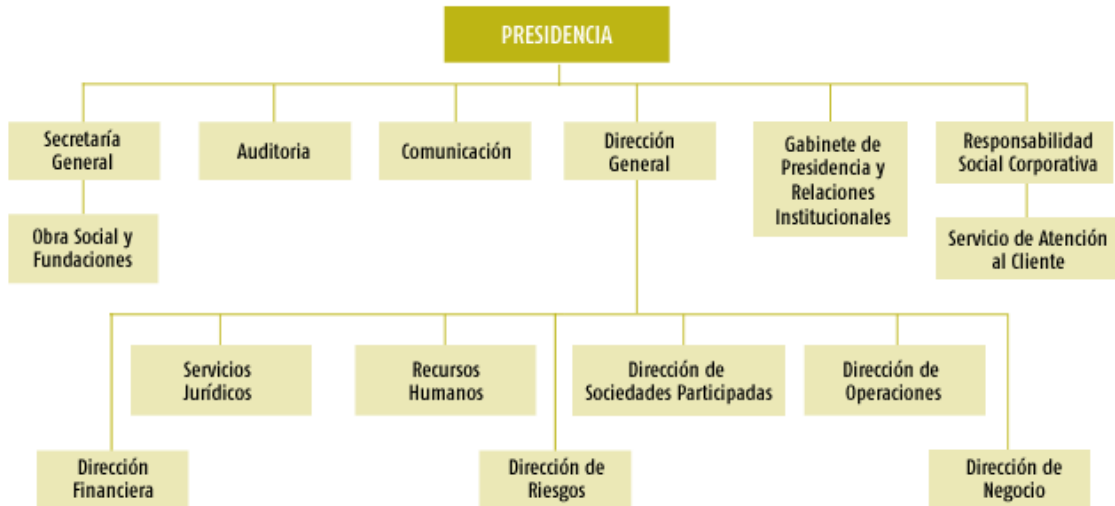 PRESIDENCIA
Secretaría
General
Auditoria
Comunicación
Dirección
General
Gabinete de
Presidencia y
Relaciones
Institucionales
Responsabilidad
Social Corporativa
Obra Social y
Fundaciones
Servicio de Atención
al Cliente
Servicios
Jurídicos
Recursos
Humanos
Dirección de
Sociedades Participadas
Dirección de
Operaciones
Dirección
Financiera
Dirección de
Riesgos
Dirección de
Negocio